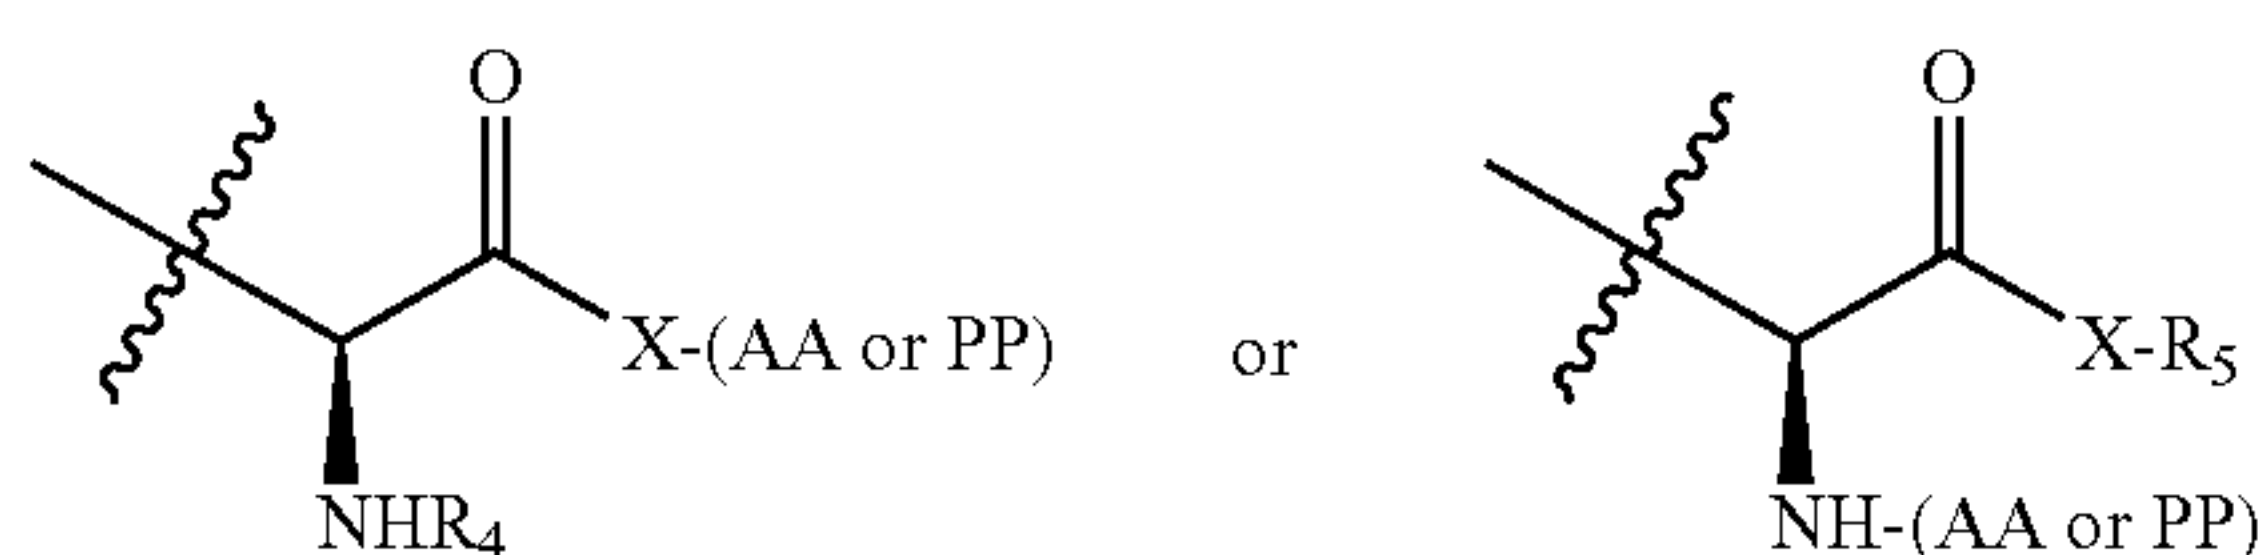 O O
X-(AA or PP) or X-R5
NHR4 NH-(AA or PP)